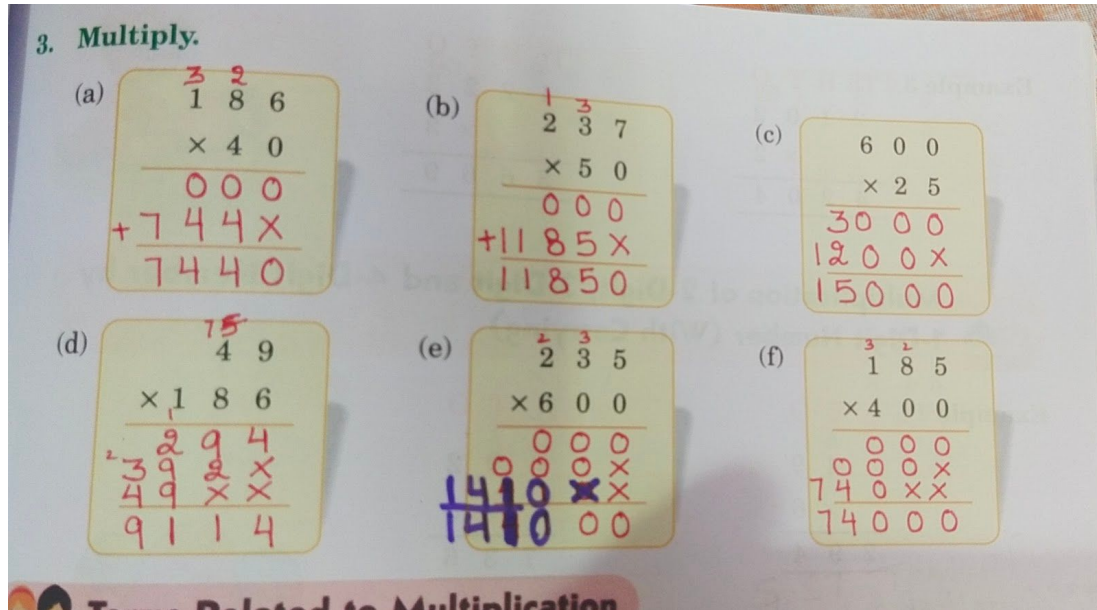 3. Multiply.
(a)
3 2
1 8 6
× 4 0
0 0 0
+ 7 4 4 X
7 4 4 0
(b)
1 3
2 3 7
× 5 0
0 0 0
+ 1 1 8 5 X
1 1 8 5 0
(c)
6 0 0
× 2 5
3 0 0 0
1 2 0 0 X
1 5 0 0 0
(d)
7 5
4 9
× 1 8 6
1
2 9 4
2
3 9 2 X
4 9 X X
9 1 1 4
(e)
2 3
2 3 5
× 6 0 0
0 0 0
0 0 0 X
1 4 1 0 X X
1 4 1 0 0 0
(f)
3 2
1 8 5
× 4 0 0
0 0 0
0 0 0 X
7 4 0 X X
7 4 0 0 0
Terms Related to Multiplication